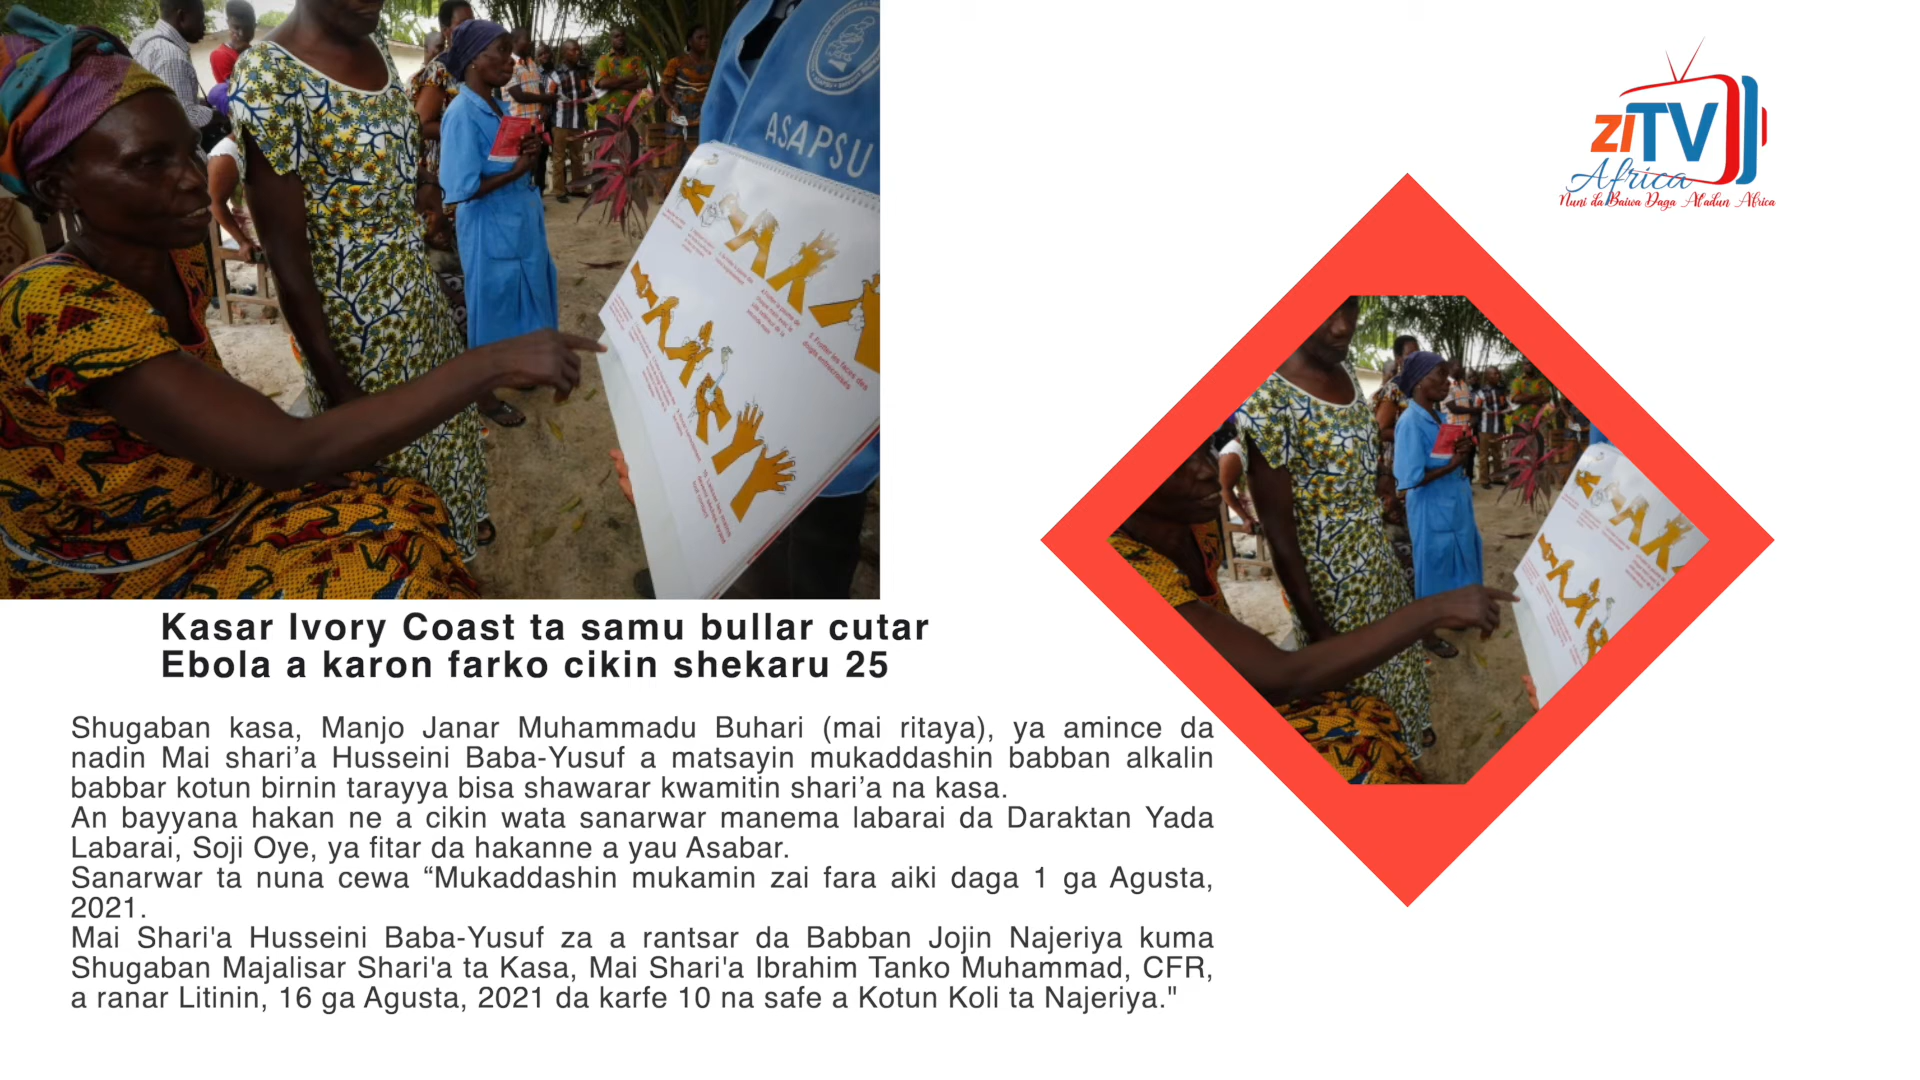 ASAPSU
ziTV
Africa
Nuni da Baiwa Daga Al'adun Africa
Kasar Ivory Coast ta samu bullar cutar
Ebola a karon farko cikin shekaru 25
Shugaban kasa, Manjo Janar Muhammadu Buhari (mai ritaya), ya amince da
nadin Mai shari’a Husseini Baba-Yusuf a matsayin mukaddashin babban alkalin
babbar kotun birnin tarayya bisa shawarar kwamitin shari’a na kasa.
An bayyana hakan ne a cikin wata sanarwar manema labarai da Daraktan Yada
Labarai, Soji Oye, ya fitar da hakanne a yau Asabar.
Sanarwar ta nuna cewa “Mukaddashin mukamin zai fara aiki daga 1 ga Agusta,
2021.
Mai Shari'a Husseini Baba-Yusuf za a rantsar da Babban Jojin Najeriya kuma
Shugaban Majalisar Shari'a ta Kasa, Mai Shari'a Ibrahim Tanko Muhammad, CFR,
a ranar Litinin, 16 ga Agusta, 2021 da karfe 10 na safe a Kotun Koli ta Najeriya."